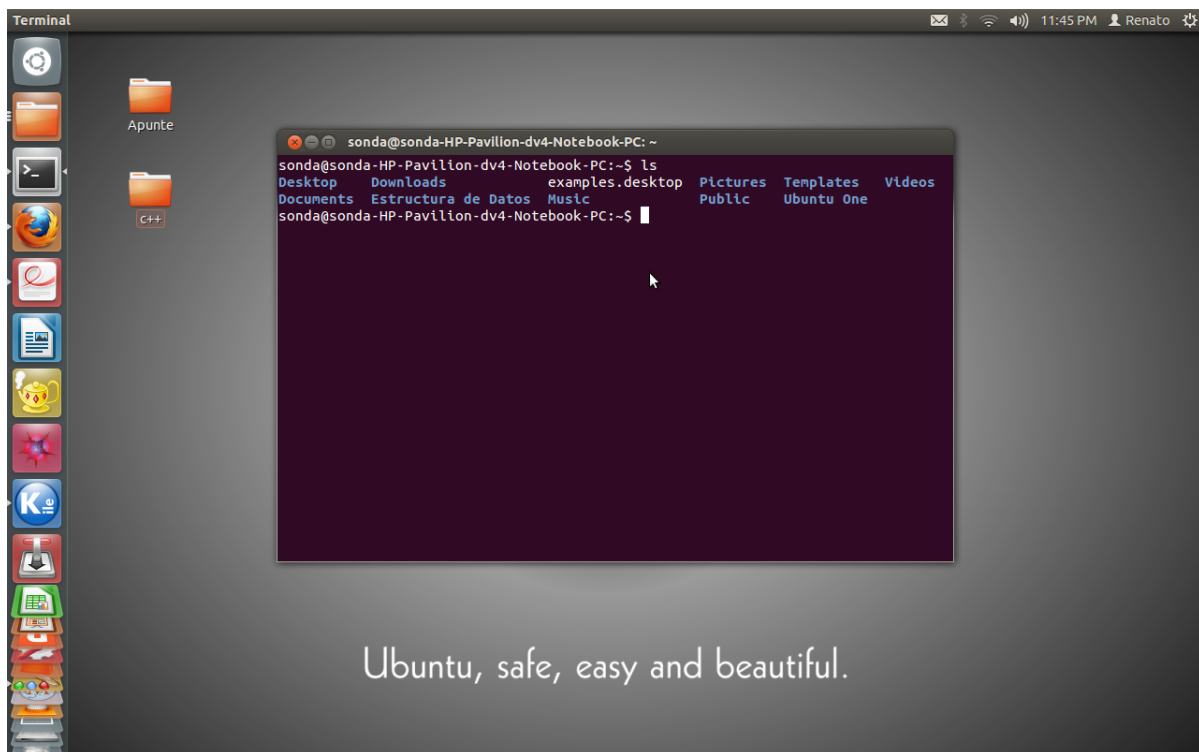 Terminal
11:45 PM Renato
Apunte
c++
sonda@sonda-HP-Pavilion-dv4-Notebook-PC: ~
sonda@sonda-HP-Pavilion-dv4-Notebook-PC:~$ ls
Desktop Downloads examples.desktop Pictures Templates Videos
Documents Estructura de Datos Music Public Ubuntu One
sonda@sonda-HP-Pavilion-dv4-Notebook-PC:~$
>_
Kile
Ubuntu, safe, easy and beautiful.